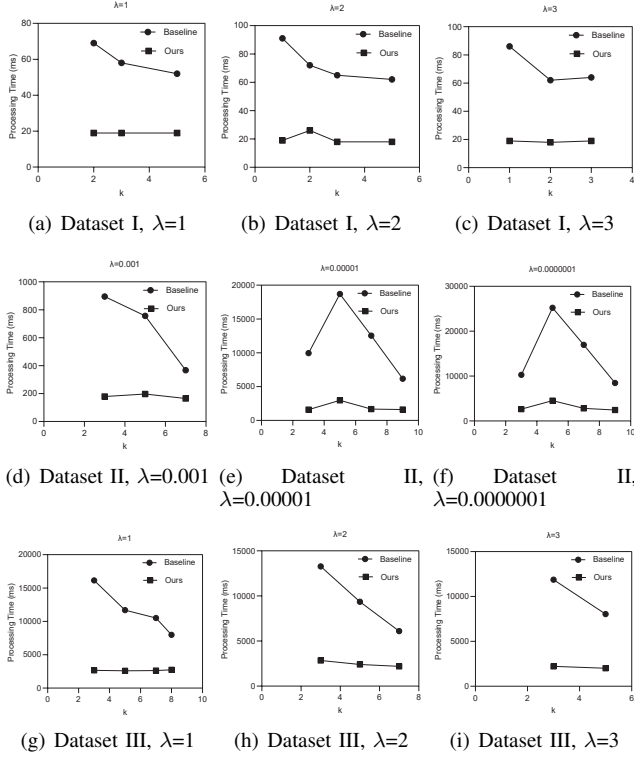 λ=1
Processing Time (ms)
80
60
40
20
0
0 2 4 6
k
Baseline
Ours
(a) Dataset I, λ=1
λ=2
Processing Time (ms)
100
80
60
40
20
0
0 2 4 6
k
Baseline
Ours
(b) Dataset I, λ=2
λ=3
Processing Time (ms)
100
80
60
40
20
0
0 1 2 3 4
k
Baseline
Ours
(c) Dataset I, λ=3
λ=0.001
Processing Time (ms)
1000
800
600
400
200
0
0 2 4 6 8
k
Baseline
Ours
(d) Dataset II, λ=0.001
λ=0.00001
Processing Time (ms)
20000
15000
10000
5000
0
0 2 4 6 8 10
k
Baseline
Ours
(e) Dataset II,
λ=0.00001
λ=0.0000001
Processing Time (ms)
30000
20000
10000
0
0 2 4 6 8 10
k
Baseline
Ours
(f) Dataset II,
λ=0.0000001
λ=1
Processing Time (ms)
20000
15000
10000
5000
0
0 2 4 6 8 10
k
Baseline
Ours
(g) Dataset III, λ=1
λ=2
Processing Time (ms)
15000
10000
5000
0
0 2 4 6 8
k
Baseline
Ours
(h) Dataset III, λ=2
λ=3
Processing Time (ms)
15000
10000
5000
0
0 2 4 6
k
Baseline
Ours
(i) Dataset III, λ=3